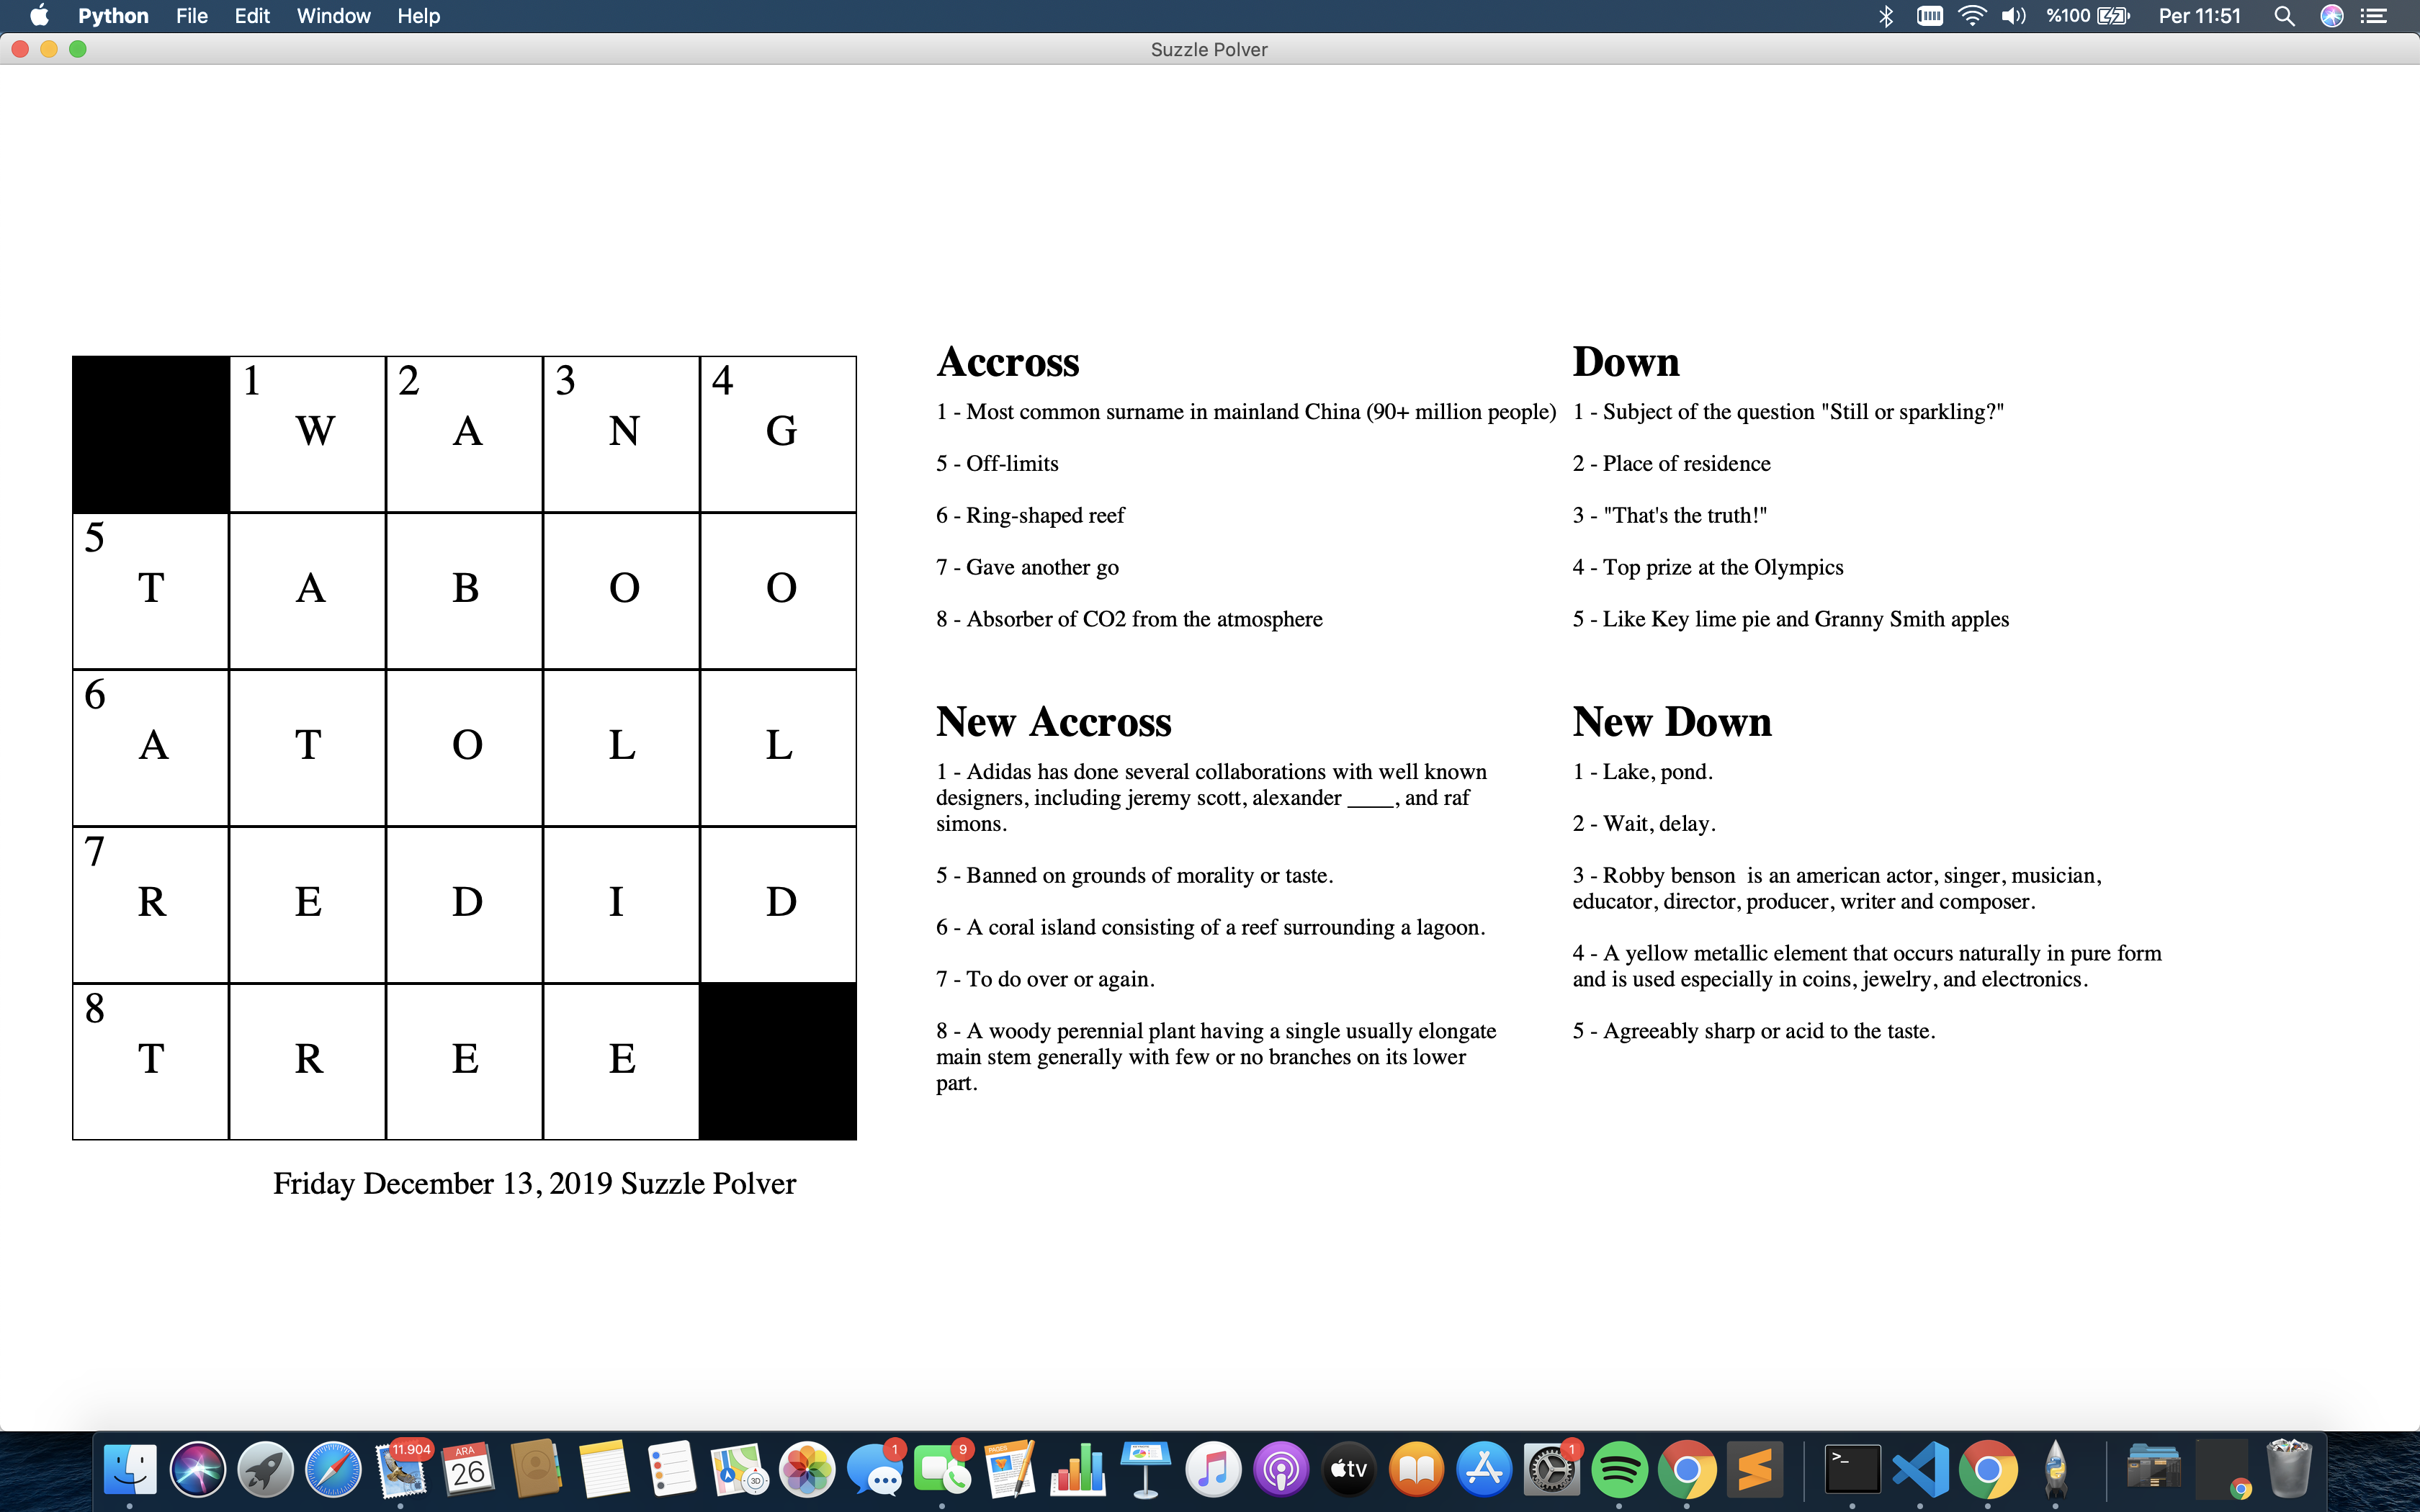 Python File Edit Window Help %100 Per 11:51
Suzzle Polver
1 2 3 4
W A N G
5
T A B O O
6
A T O L L
7
R E D I D
8
T R E E
Friday December 13, 2019 Suzzle Polver
Accross
1 - Most common surname in mainland China (90+ million people)
5 - Off-limits
6 - Ring-shaped reef
7 - Gave another go
8 - Absorber of CO2 from the atmosphere
Down
1 - Subject of the question "Still or sparkling?"
2 - Place of residence
3 - "That's the truth!"
4 - Top prize at the Olympics
5 - Like Key lime pie and Granny Smith apples
New Accross
1 - Adidas has done several collaborations with well known
designers, including jeremy scott, alexander ____, and raf
simons.
5 - Banned on grounds of morality or taste.
6 - A coral island consisting of a reef surrounding a lagoon.
7 - To do over or again.
8 - A woody perennial plant having a single usually elongate
main stem generally with few or no branches on its lower
part.
New Down
1 - Lake, pond.
2 - Wait, delay.
3 - Robby benson  is an american actor, singer, musician,
educator, director, producer, writer and composer.
4 - A yellow metallic element that occurs naturally in pure form
and is used especially in coins, jewelry, and electronics.
5 - Agreeably sharp or acid to the taste.
11.904
ARA
26
3D
1
9
PAGES
tv
1
>_